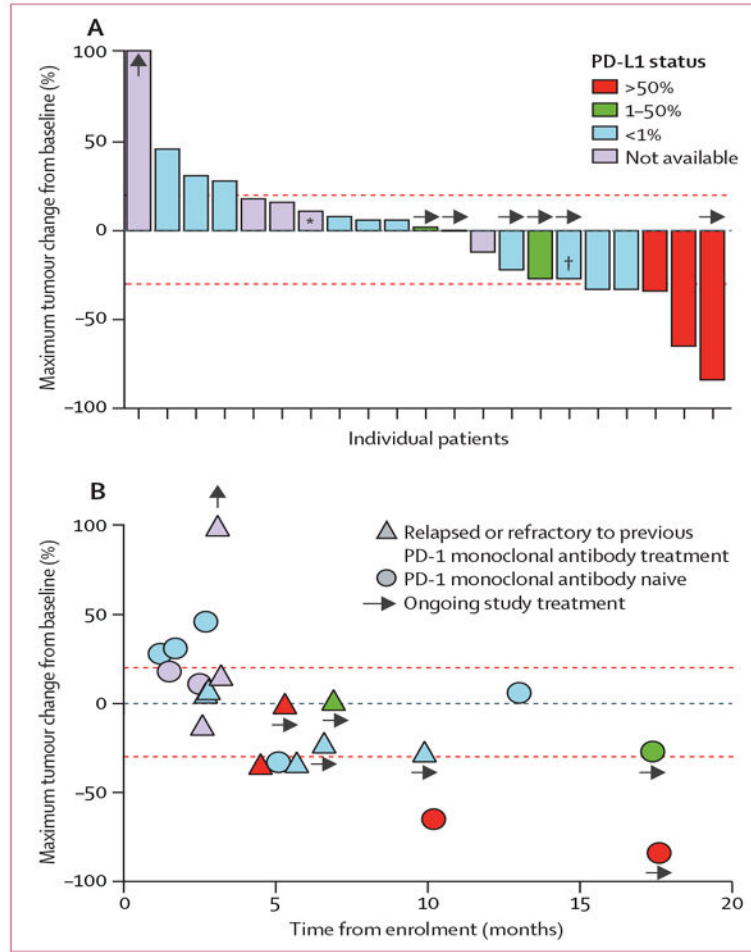 A
100
50
0
−50
−100
Maximum tumour change from baseline (%)
PD-L1 status
>50%
1–50%
<1%
Not available
*
†
Individual patients
B
100
50
0
−50
−100
Maximum tumour change from baseline (%)
Relapsed or refractory to previous
PD-1 monoclonal antibody treatment
PD-1 monoclonal antibody naive
Ongoing study treatment
0
5
10
15
20
Time from enrolment (months)